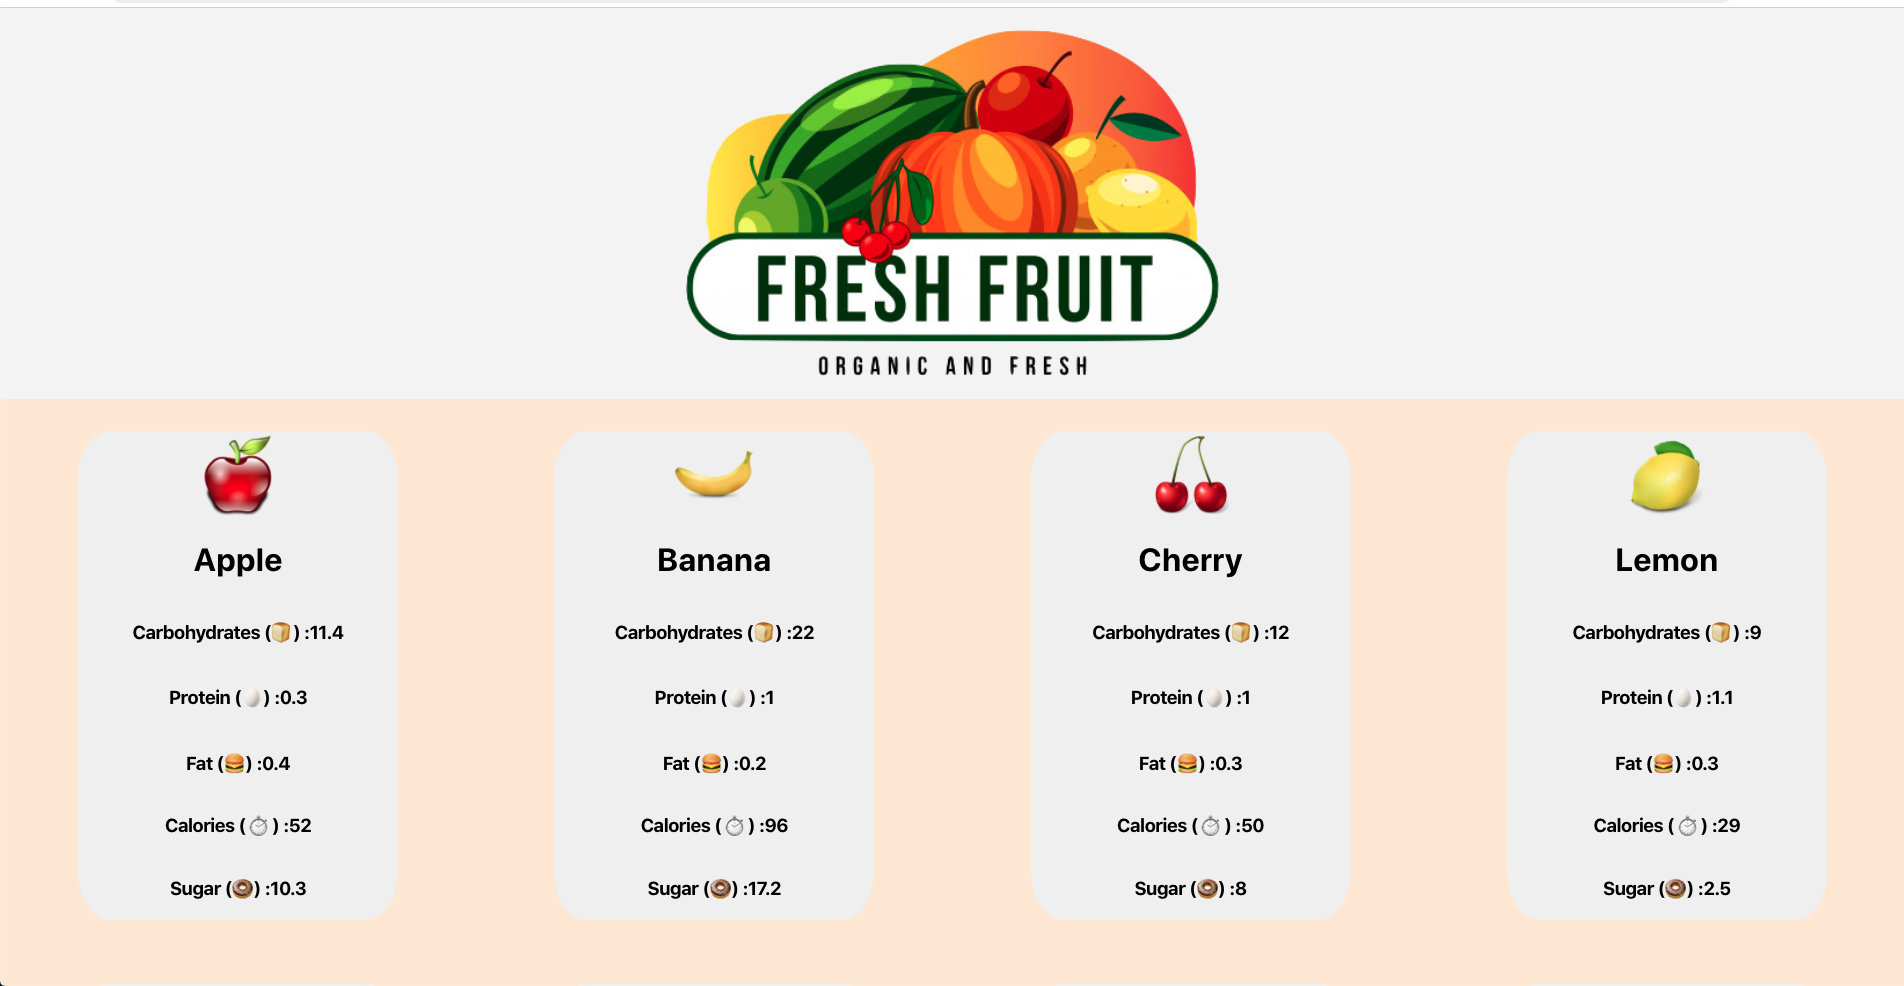 FRESH FRUIT
ORGANIC AND FRESH
Apple
Carbohydrates (🍞) :11.4
Protein (🥚) :0.3
Fat (🍔) :0.4
Calories (⏱) :52
Sugar (🍩) :10.3
Banana
Carbohydrates (🍞) :22
Protein (🥚) :1
Fat (🍔) :0.2
Calories (⏱) :96
Sugar (🍩) :17.2
Cherry
Carbohydrates (🍞) :12
Protein (🥚) :1
Fat (🍔) :0.3
Calories (⏱) :50
Sugar (🍩) :8
Lemon
Carbohydrates (🍞) :9
Protein (🥚) :1.1
Fat (🍔) :0.3
Calories (⏱) :29
Sugar (🍩) :2.5